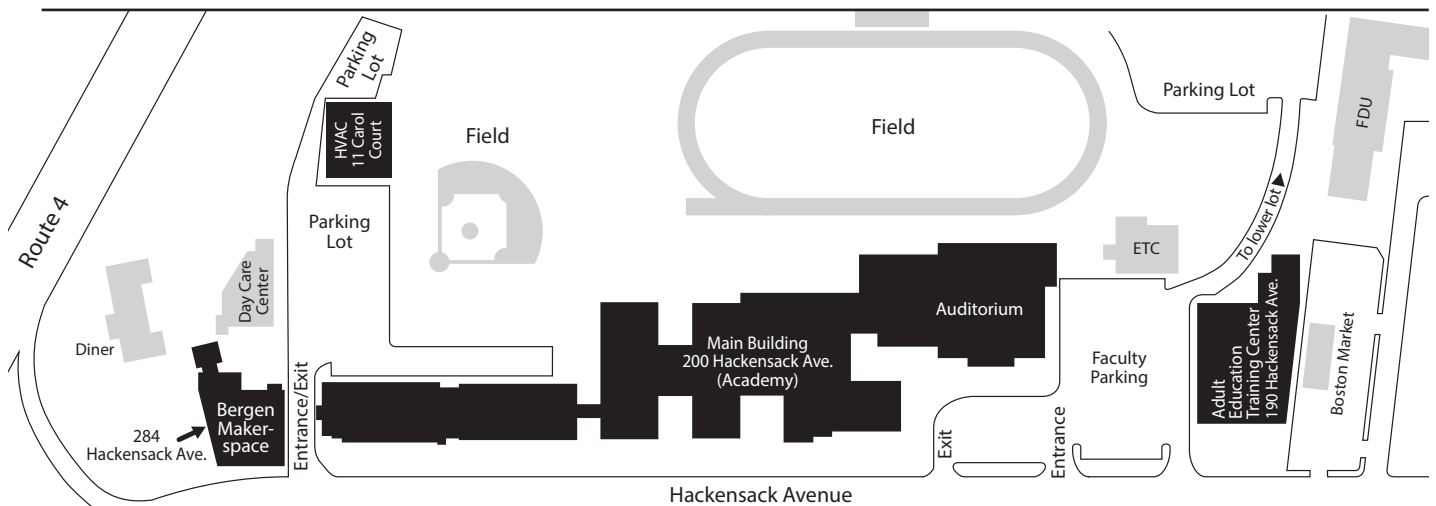 Route 4
Parking
Lot
HVAC
11 Carol
Court
Field
Field
Parking Lot
FDU
Parking
Lot
To lower lot
ETC
Day Care
Center
Diner
Auditorium
Main Building
200 Hackensack Ave.
(Academy)
Faculty
Parking
Adult
Education
Training Center
190 Hackensack Ave.
Boston Market
Bergen
Maker-
space
284
Hackensack Ave.
Entrance/Exit
Exit
Entrance
Hackensack Avenue